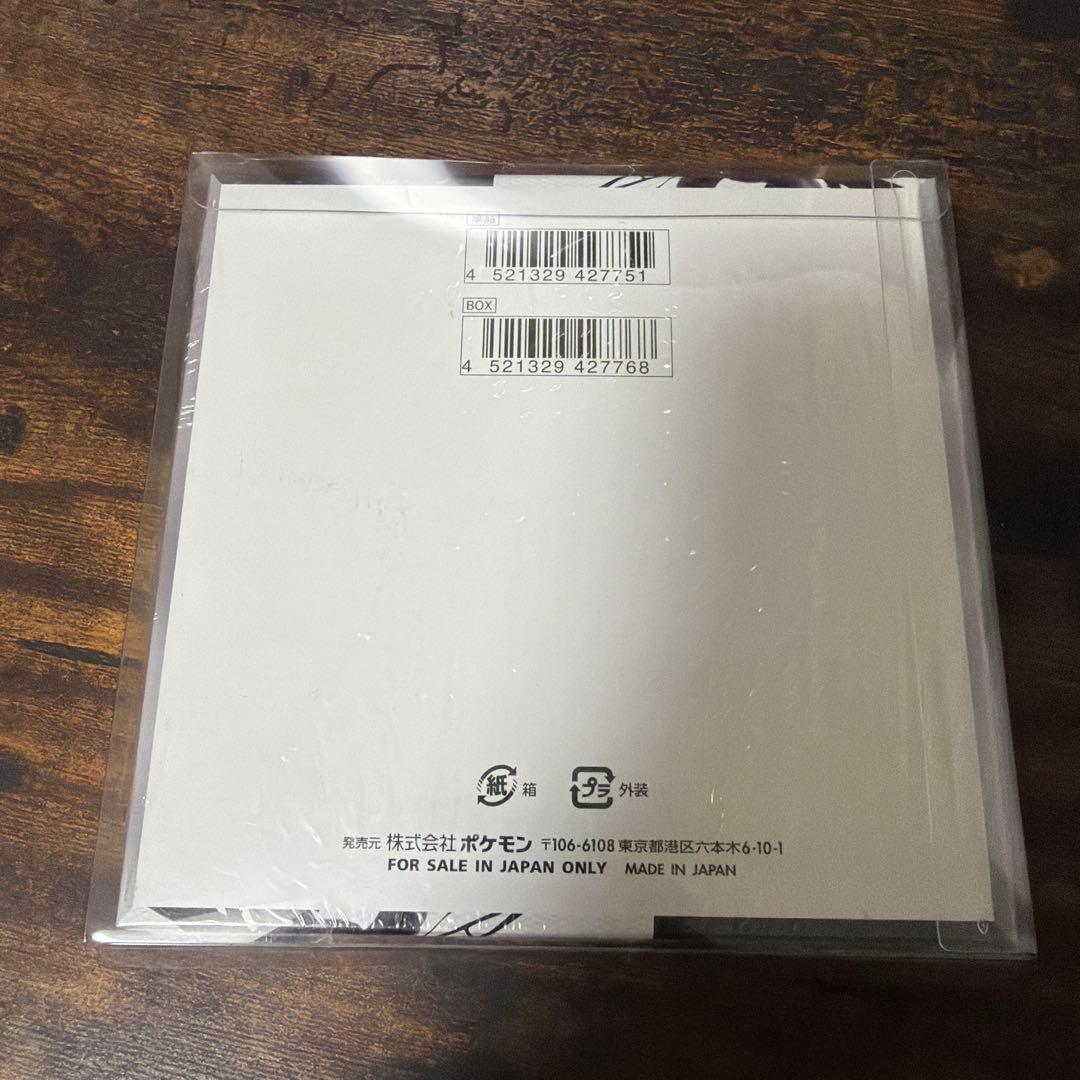 単品
4 521329 427751
BOX
4 521329 427768
紙 箱 プラ 外装
発売元 株式会社 ポケモン 〒106-6108 東京都港区六本木6-10-1
FOR SALE IN JAPAN ONLY MADE IN JAPAN